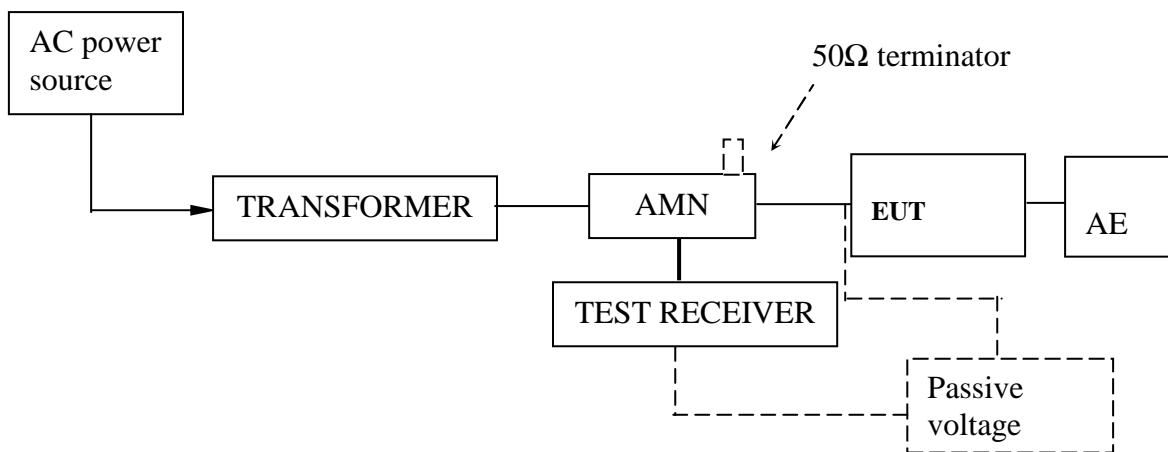 AC power
source
50Ω terminator
TRANSFORMER
AMN
EUT
AE
TEST RECEIVER
Passive
voltage